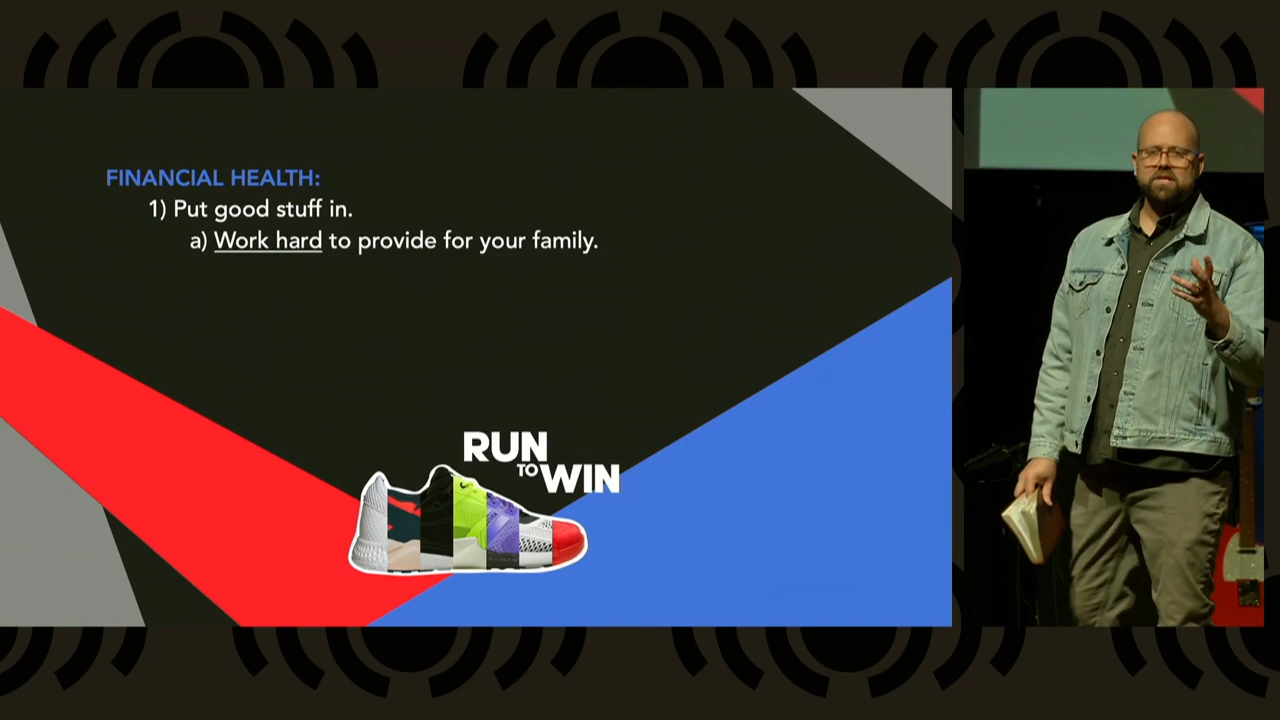 FINANCIAL HEALTH:
1) Put good stuff in.
a) Work hard to provide for your family.
RUN
TO WIN